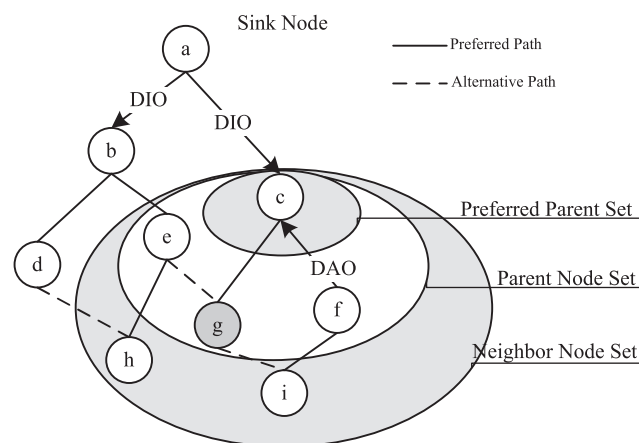 Sink Node
a
Preferred Path
Alternative Path
DIO
DIO
b
c
Preferred Parent Set
e
d
DAO
Parent Node Set
f
g
h
Neighbor Node Set
i